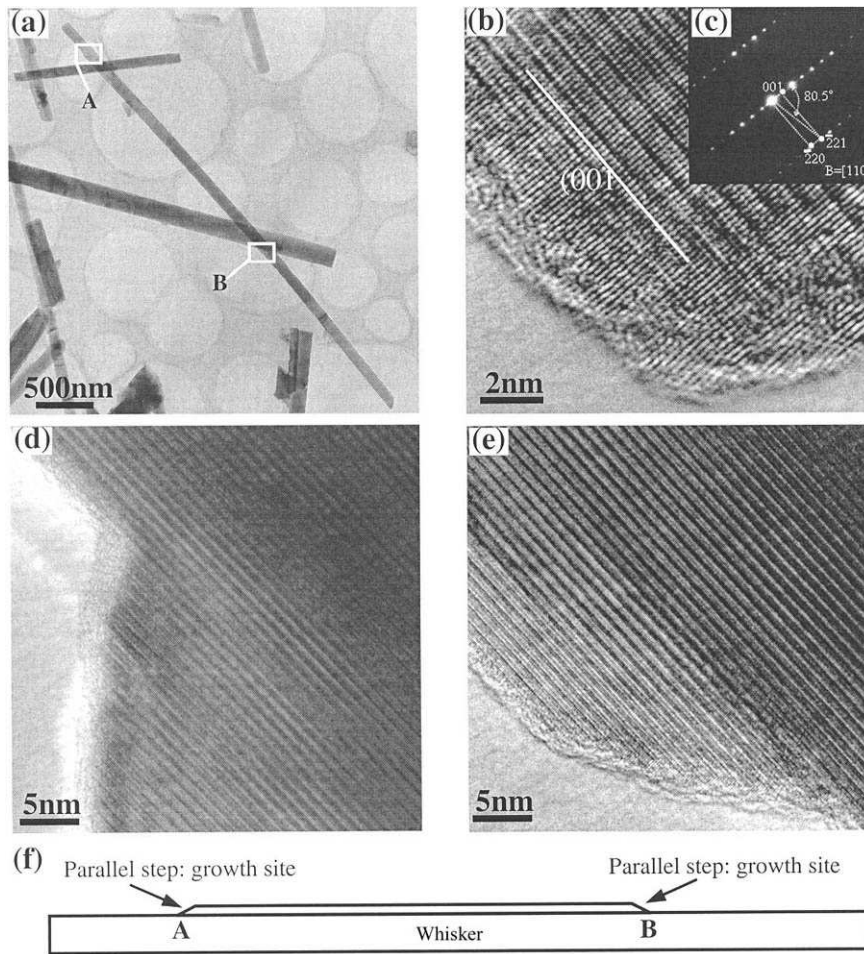 (a)
A
B
500nm
(b)
(001
2nm
(c)
001
80.5°
221
220
B=[110
(d)
5nm
(e)
5nm
(f)
Parallel step: growth site
Parallel step: growth site
A
Whisker
B